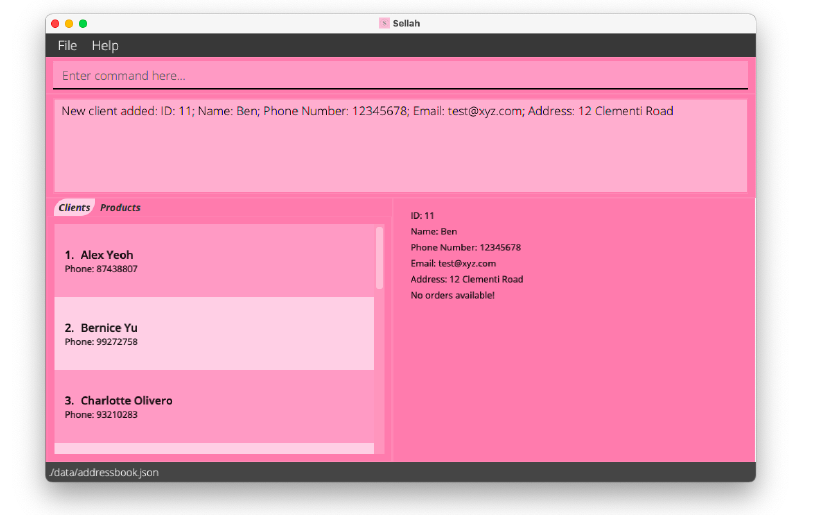 Sellah
File Help
Enter command here...
New client added: ID: 11; Name: Ben; Phone Number: 12345678; Email: test@xyz.com; Address: 12 Clementi Road
Clients Products
1. Alex Yeoh
Phone: 87438807
2. Bernice Yu
Phone: 99272758
3. Charlotte Olivero
Phone: 93210283
ID: 11
Name: Ben
Phone Number: 12345678
Email: test@xyz.com
Address: 12 Clementi Road
No orders available!
./data/addressbook.json